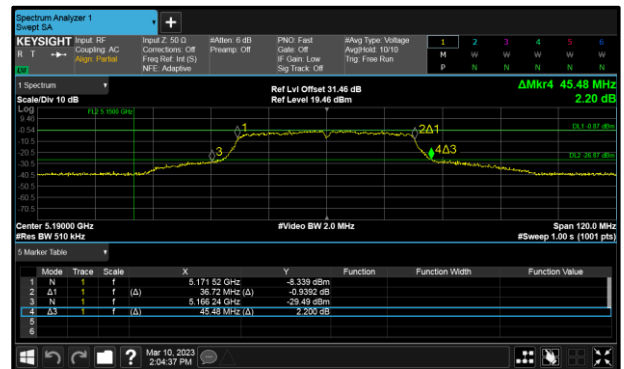 Spectrum Analyzer 1
Swept SA
+
KEYSIGHT Input: RF Input Z: 50 Ω #Atten: 6 dB PNO: Fast #Avg Type: Voltage 1 2 3 4 5 6
R T Coupling: AC Corrections: Off Preamp: Off Gate: Off Avg|Hold: 10/10 M W W W W W
Align: Partial Freq Ref: Int (S) IF Gain: Low Trig: Free Run
NFE: Adaptive Sig Track: Off P N N N N N
1 Spectrum Ref Lvl Offset 31.46 dB ΔMkr4 45.48 MHz
Scale/Div 10 dB Ref Level 19.46 dBm 2.20 dB
Log
9.46 FL2 5.1500 GHz
-0.54 1 2Δ1 DL1 -0.87 dBm
-10.5
-20.5 3 4Δ3 DL2 -26.87 dBm
-30.5
-40.5
-50.5
-60.5
-70.5
Center 5.19000 GHz #Video BW 2.0 MHz Span 120.0 MHz
#Res BW 510 kHz #Sweep 1.00 s (1001 pts)
5 Marker Table
Mode Trace Scale X Y Function Function Width Function Value
1 N 1 f 5.171 52 GHz -8.339 dBm
2 Δ1 1 f (Δ) 36.72 MHz (Δ) -0.9392 dB
3 N 1 f 5.166 24 GHz -29.49 dBm
4 Δ3 1 f (Δ) 45.48 MHz (Δ) 2.200 dB
5
6
? Mar 10, 2023
2:04:37 PM